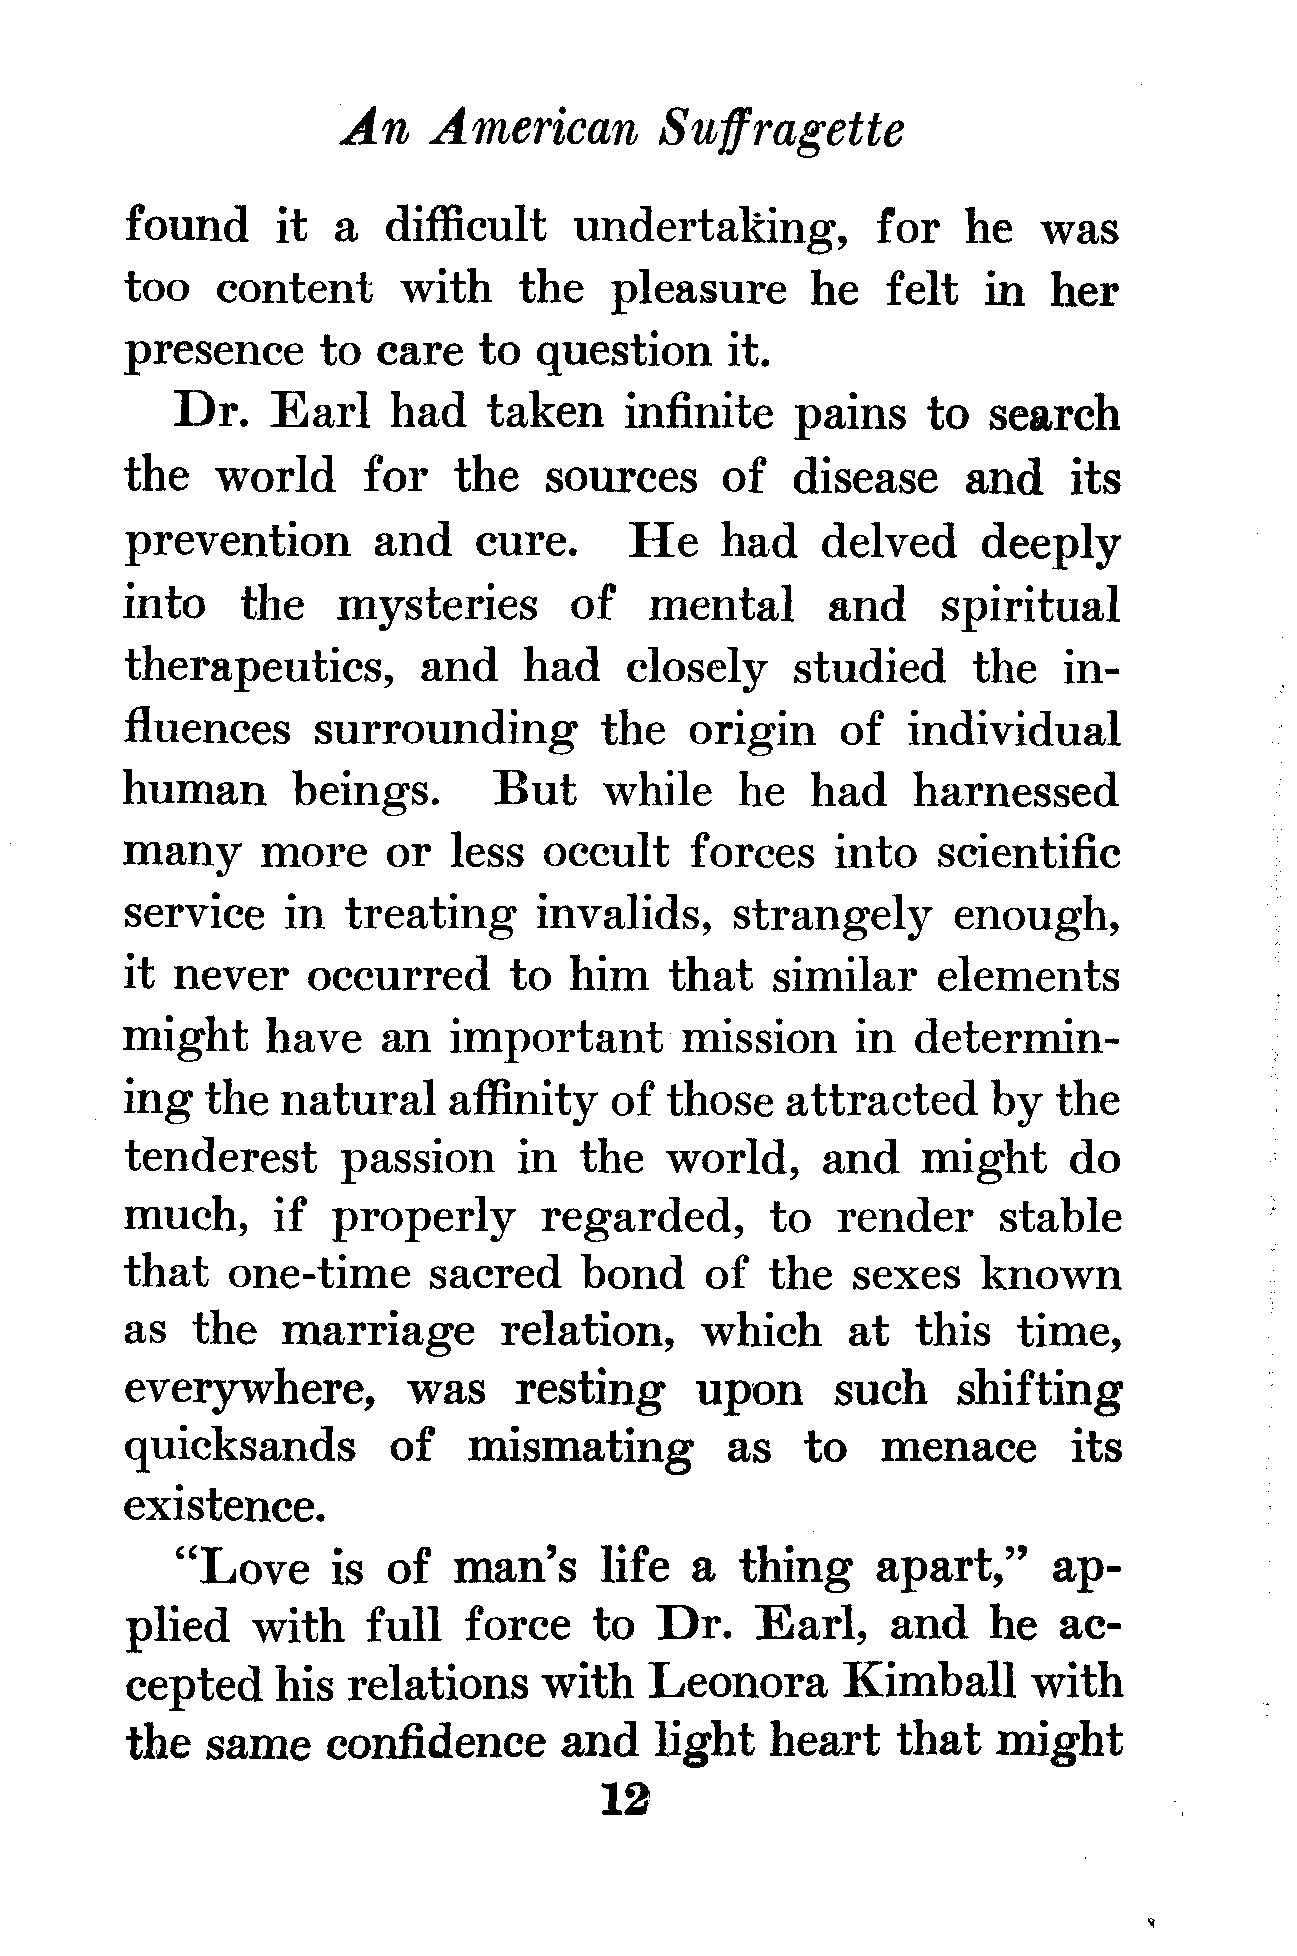 An American Suffragette
found it a difficult undertaking, for he was
too content with the pleasure he felt in her
presence to care to question it.
Dr. Earl had taken infinite pains to search
the world for the sources of disease and its
prevention and cure. He had delved deeply
into the mysteries of mental and spiritual
therapeutics, and had closely studied the in-
fluences surrounding the origin of individual
human beings. But while he had harnessed
many more or less occult forces into scientific
service in treating invalids, strangely enough,
it never occurred to him that similar elements
might have an important mission in determin-
ing the natural affinity of those attracted by the
tenderest passion in the world, and might do
much, if properly regarded, to render stable
that one-time sacred bond of the sexes known
as the marriage relation, which at this time,
everywhere, was resting upon such shifting
quicksands of mismating as to menace its
existence.
“Love is of man’s life a thing apart,” ap-
plied with full force to Dr. Earl, and he ac-
cepted his relations with Leonora Kimball with
the same confidence and light heart that might
12